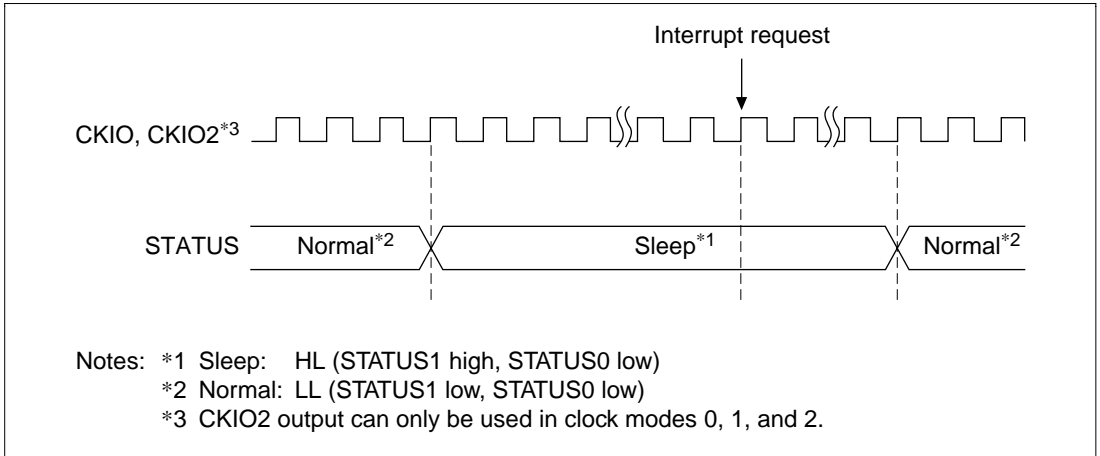 Interrupt request
CKIO, CKIO2*3
STATUS Normal*2 Sleep*1 Normal*2
Notes: *1 Sleep: HL (STATUS1 high, STATUS0 low)
*2 Normal: LL (STATUS1 low, STATUS0 low)
*3 CKIO2 output can only be used in clock modes 0, 1, and 2.